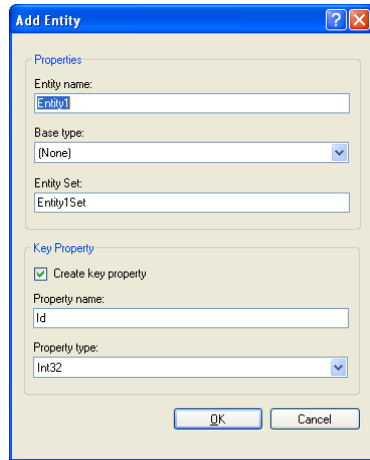 Add Entity
Properties
Entity name:
Entity1
Base type:
(None)
Entity Set:
Entity1Set
Key Property
Create key property
Property name:
Id
Property type:
Int32
OK Cancel